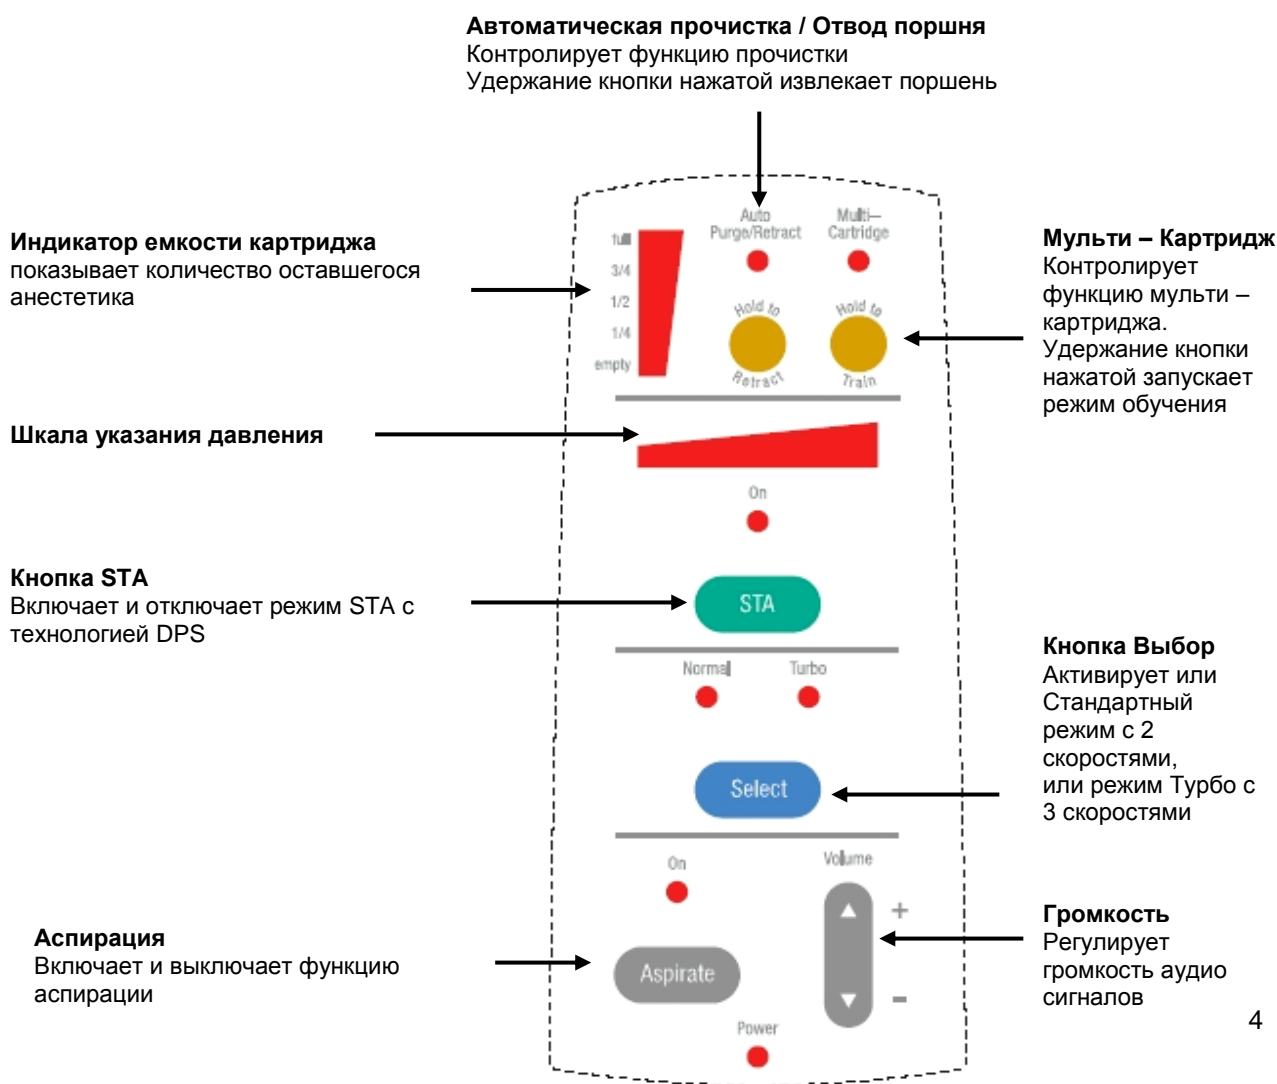 Автоматическая прочистка / Отвод поршня
Контролирует функцию прочистки
Удержание кнопки нажатой извлекает поршень
Индикатор емкости картриджа
показывает количество оставшегося
анестетика
Шкала указания давления
Кнопка STA
Включает и отключает режим STA с
технологией DPS
Аспирация
Включает и выключает функцию
аспирации
full
3/4
1/2
1/4
empty
Auto
Purge/Retract
Multi–
Cartridge
Hold to
Retract
Hold to
Train
On
STA
Normal
Turbo
Select
On
Volume
Aspirate
+
–
Power
Мульти – Картридж
Контролирует
функцию мульти –
картриджа.
Удержание кнопки
нажатой запускает
режим обучения
Кнопка Выбор
Активирует или
Стандартный
режим с 2
скоростями,
или режим Турбо с
3 скоростями
Громкость
Регулирует
громкость аудио
сигналов
4